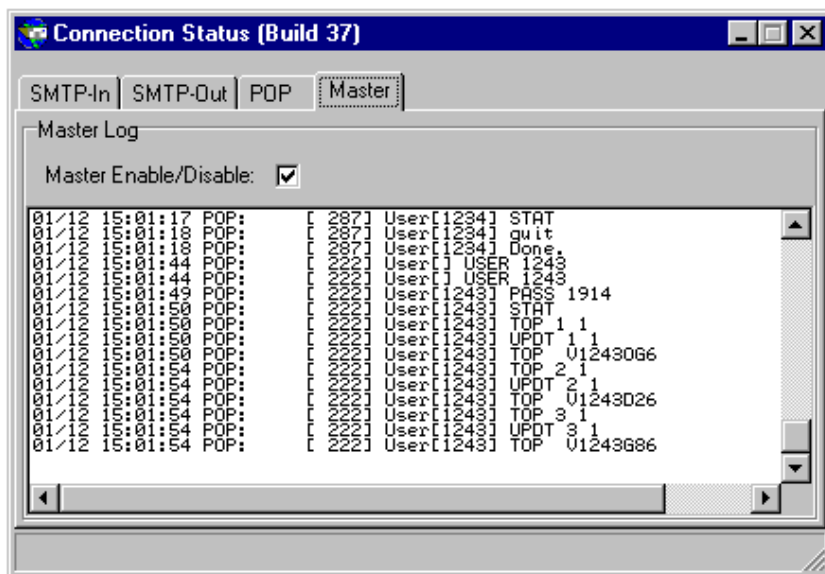 Connection Status (Build 37)
SMTP-In SMTP-Out POP Master
Master Log
Master Enable/Disable:
01/12 15:01:17 POP: [ 287] User[1234] STAT
01/12 15:01:18 POP: [ 287] User[1234] quit
01/12 15:01:18 POP: [ 287] User[1234] Done.
01/12 15:01:44 POP: [ 222] User[] USER 1243
01/12 15:01:44 POP: [ 222] User[] USER 1243
01/12 15:01:49 POP: [ 222] User[1243] PASS 1914
01/12 15:01:50 POP: [ 222] User[1243] STAT
01/12 15:01:50 POP: [ 222] User[1243] TOP 1 1
01/12 15:01:50 POP: [ 222] User[1243] UPDT 1 1
01/12 15:01:50 POP: [ 222] User[1243] TOP V1243OG6
01/12 15:01:54 POP: [ 222] User[1243] TOP 2 1
01/12 15:01:54 POP: [ 222] User[1243] UPDT 2 1
01/12 15:01:54 POP: [ 222] User[1243] TOP V1243D26
01/12 15:01:54 POP: [ 222] User[1243] TOP 3 1
01/12 15:01:54 POP: [ 222] User[1243] UPDT 3 1
01/12 15:01:54 POP: [ 222] User[1243] TOP V1243G86